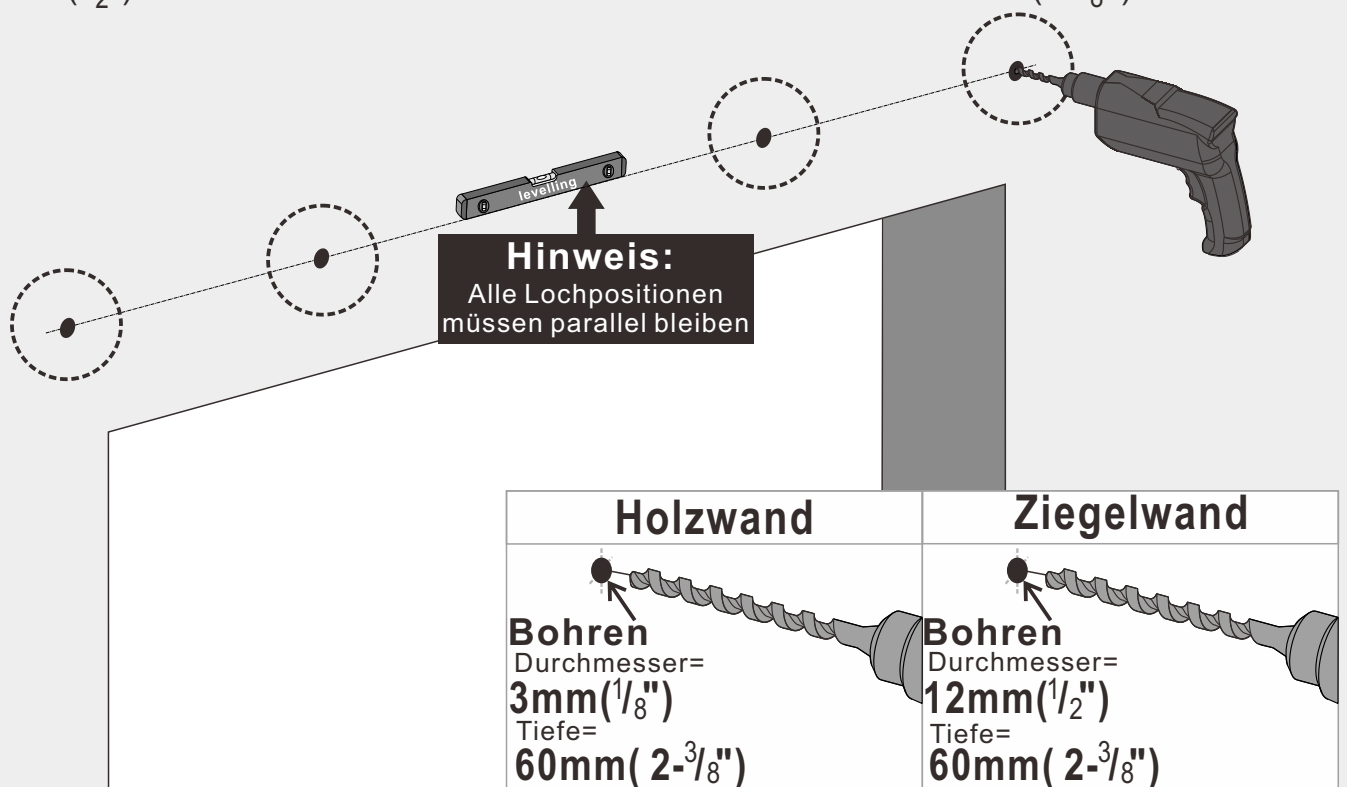 levelling
Hinweis:
Alle Lochpositionen
müssen parallel bleiben
Holzwand
Ziegelwand
Bohren
Durchmesser=
3mm(1/8")
Tiefe=
60mm( 2-3/8")
Bohren
Durchmesser=
12mm(1/2")
Tiefe=
60mm( 2-3/8")